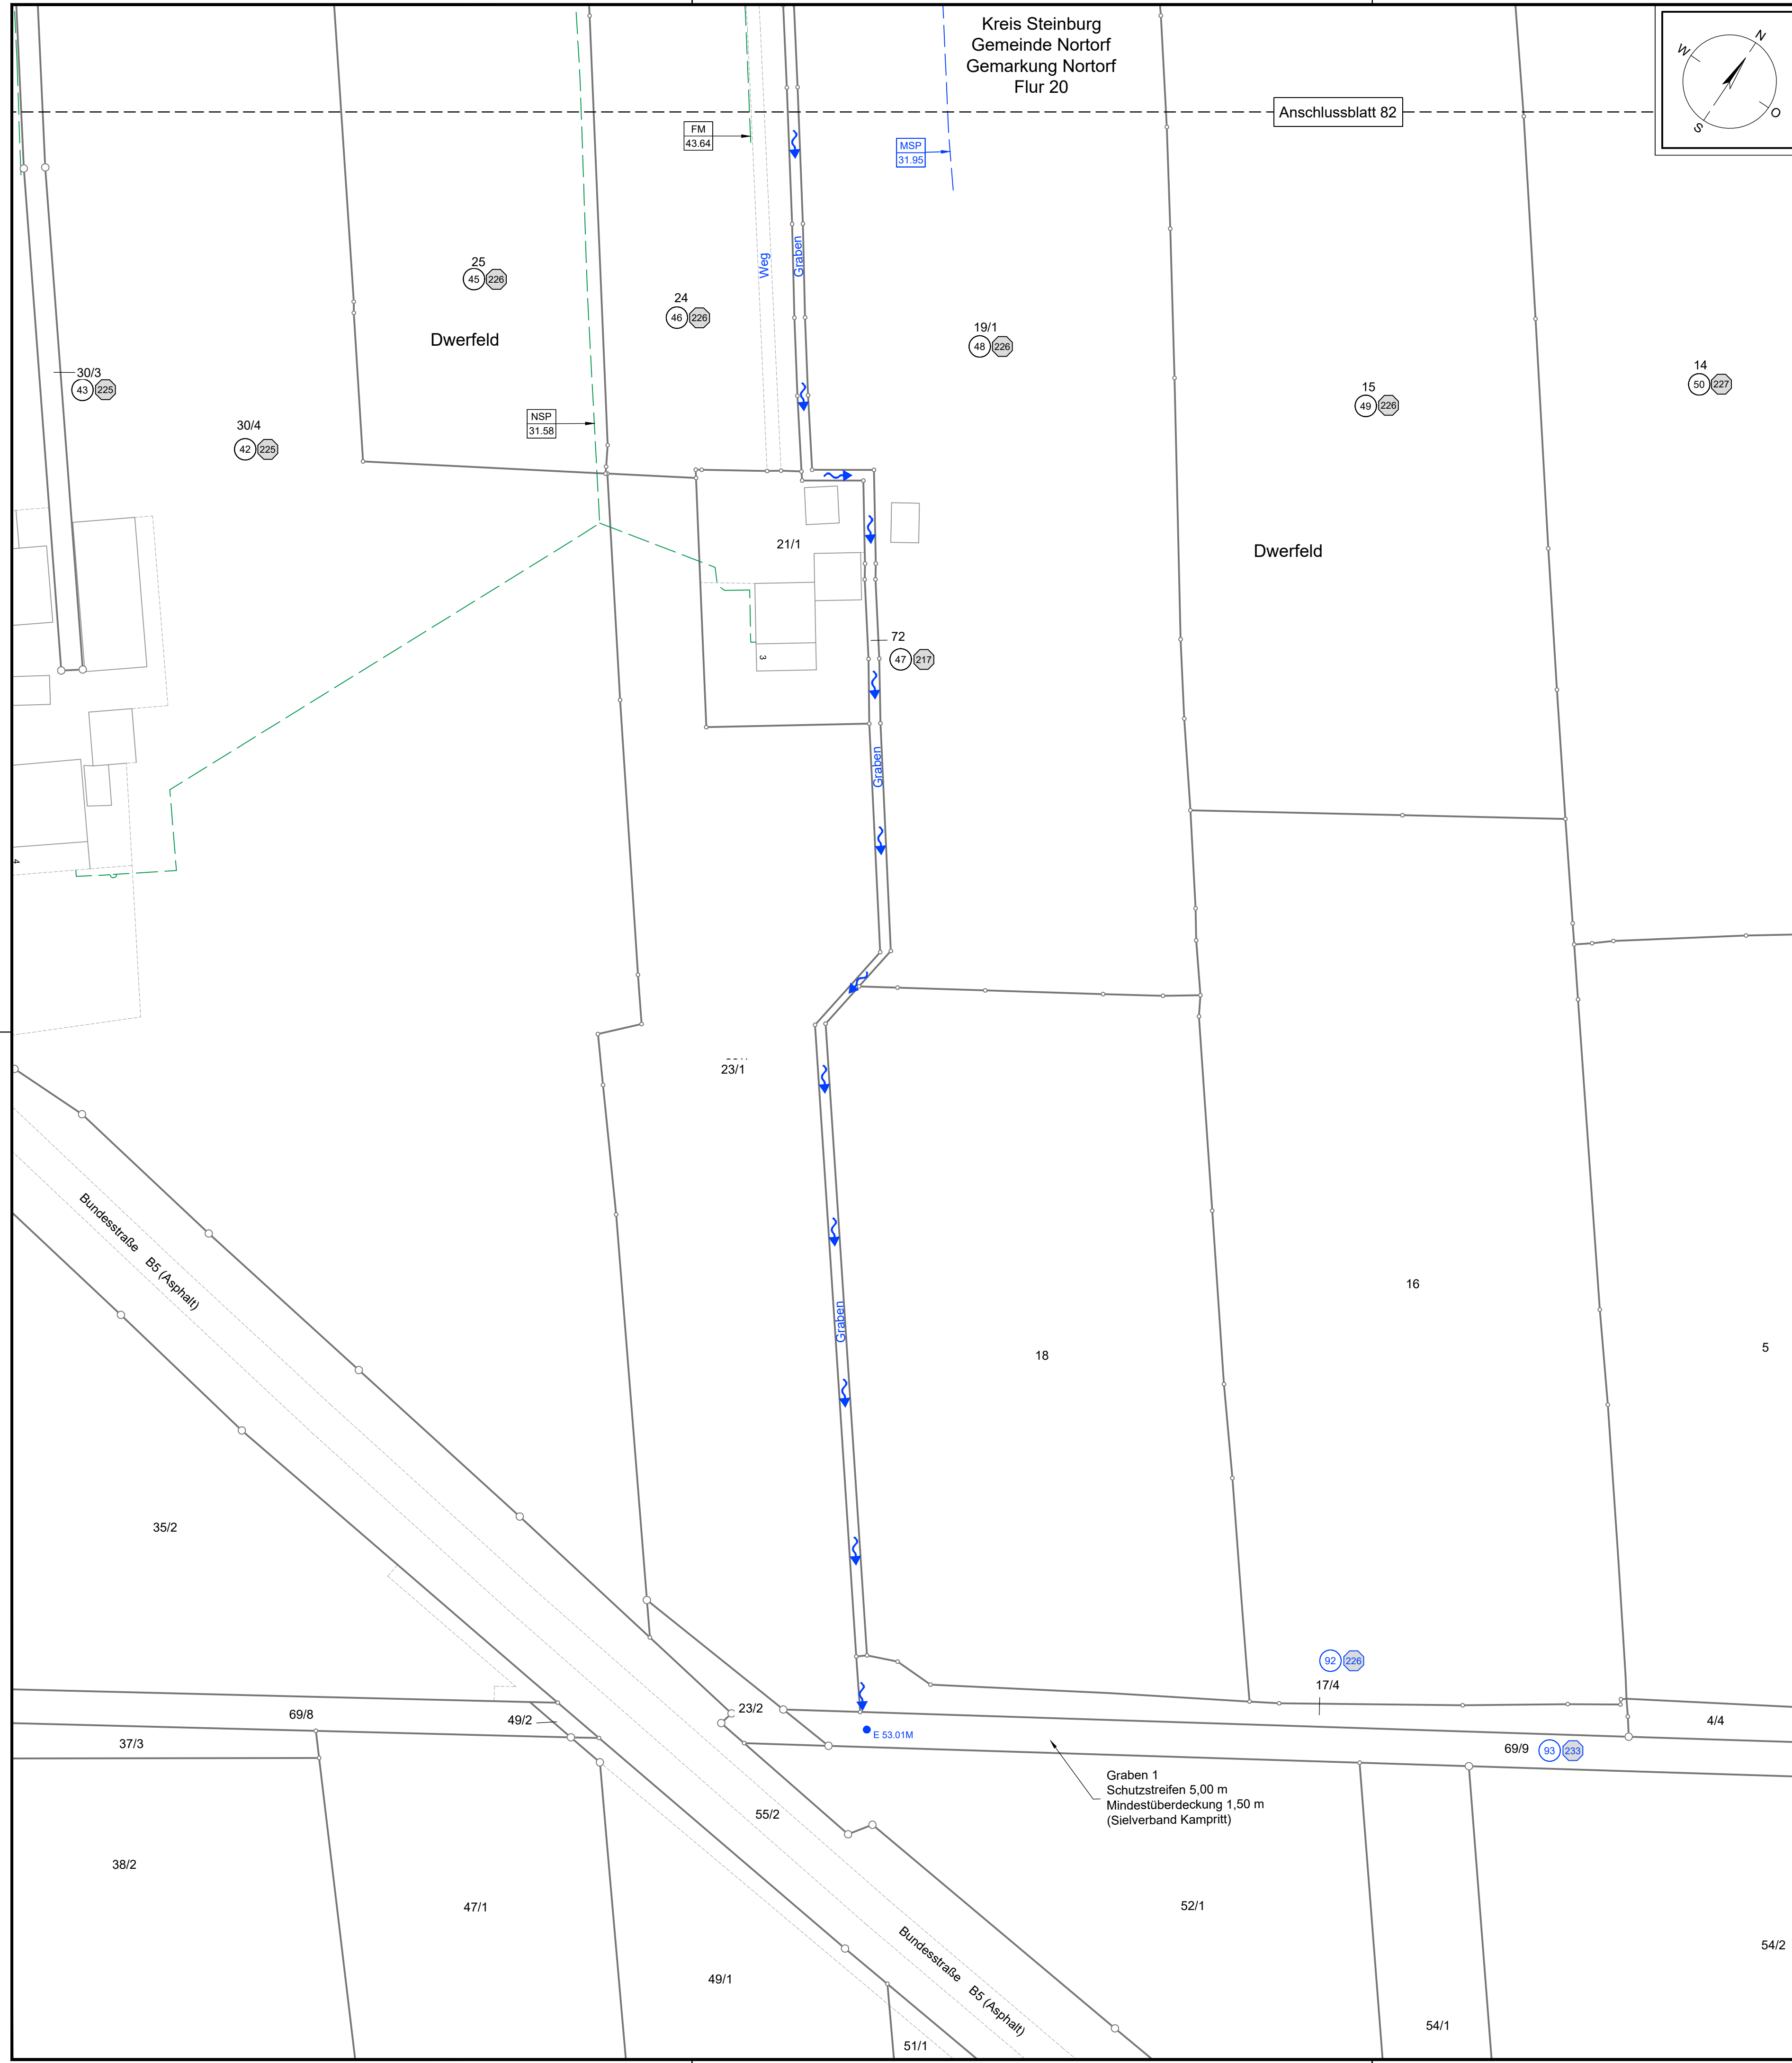 Kreis Steinburg
Gemeinde Nortorf
Gemarkung Nortorf
Flur 20
N
W
O
S
Anschlussblatt 82
FM
43.64
MSP
31.95
Weg
Graben
25
45 226
24
46 226
Dwerfeld
19/1
48 226
14
50 227
15
49 226
30/3
43 225
NSP
31.58
30/4
42 225
21/1
Dwerfeld
72
47 217
3
Graben
4
23/1
Bundesstraße B5 (Asphalt)
16
Graben
18
5
35/2
92 226
17/4
23/2
69/8
49/2
4/4
E 53.01M
37/3
69/9 93 233
Graben 1
Schutzstreifen 5,00 m
Mindestüberdeckung 1,50 m
(Sielverband Kampritt)
55/2
38/2
47/1
52/1
54/2
Bundesstraße B5 (Asphalt)
49/1
54/1
51/1